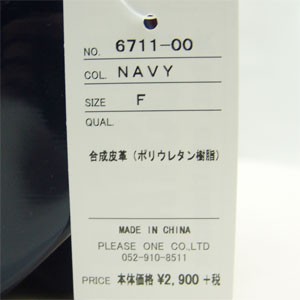 NO. 6711-00
COL. NAVY
SIZE F
QUAL.
合成皮革 (ポリウレタン樹脂)
MADE IN CHINA
PLEASE ONE CO.,LTD
052-910-8511
PRICE 本体価格 ¥2,900 +税